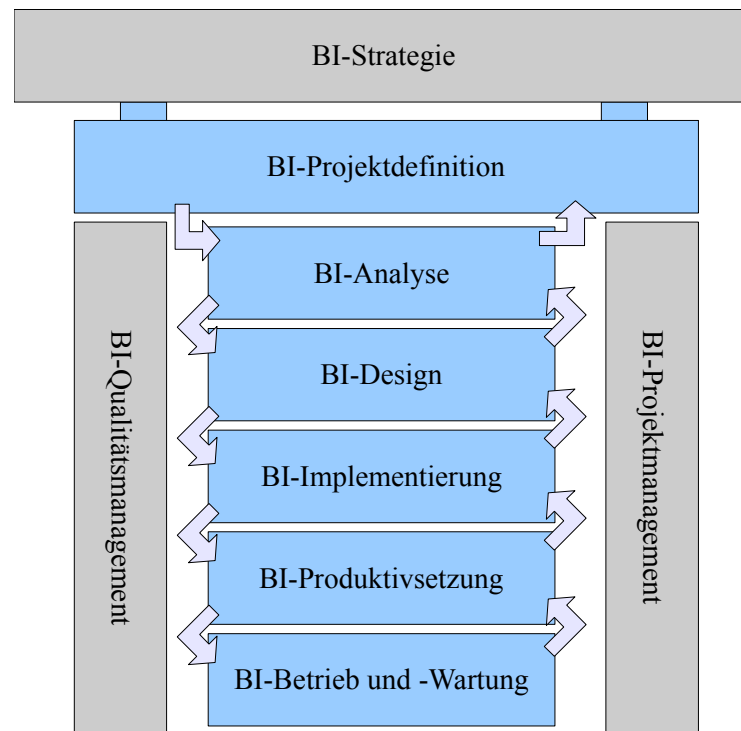 BI-Strategie
BI-Projektdefinition
BI-Qualitätsmanagement
BI-Analyse
BI-Design
BI-Implementierung
BI-Produktivsetzung
BI-Betrieb und -Wartung
BI-Projektmanagement